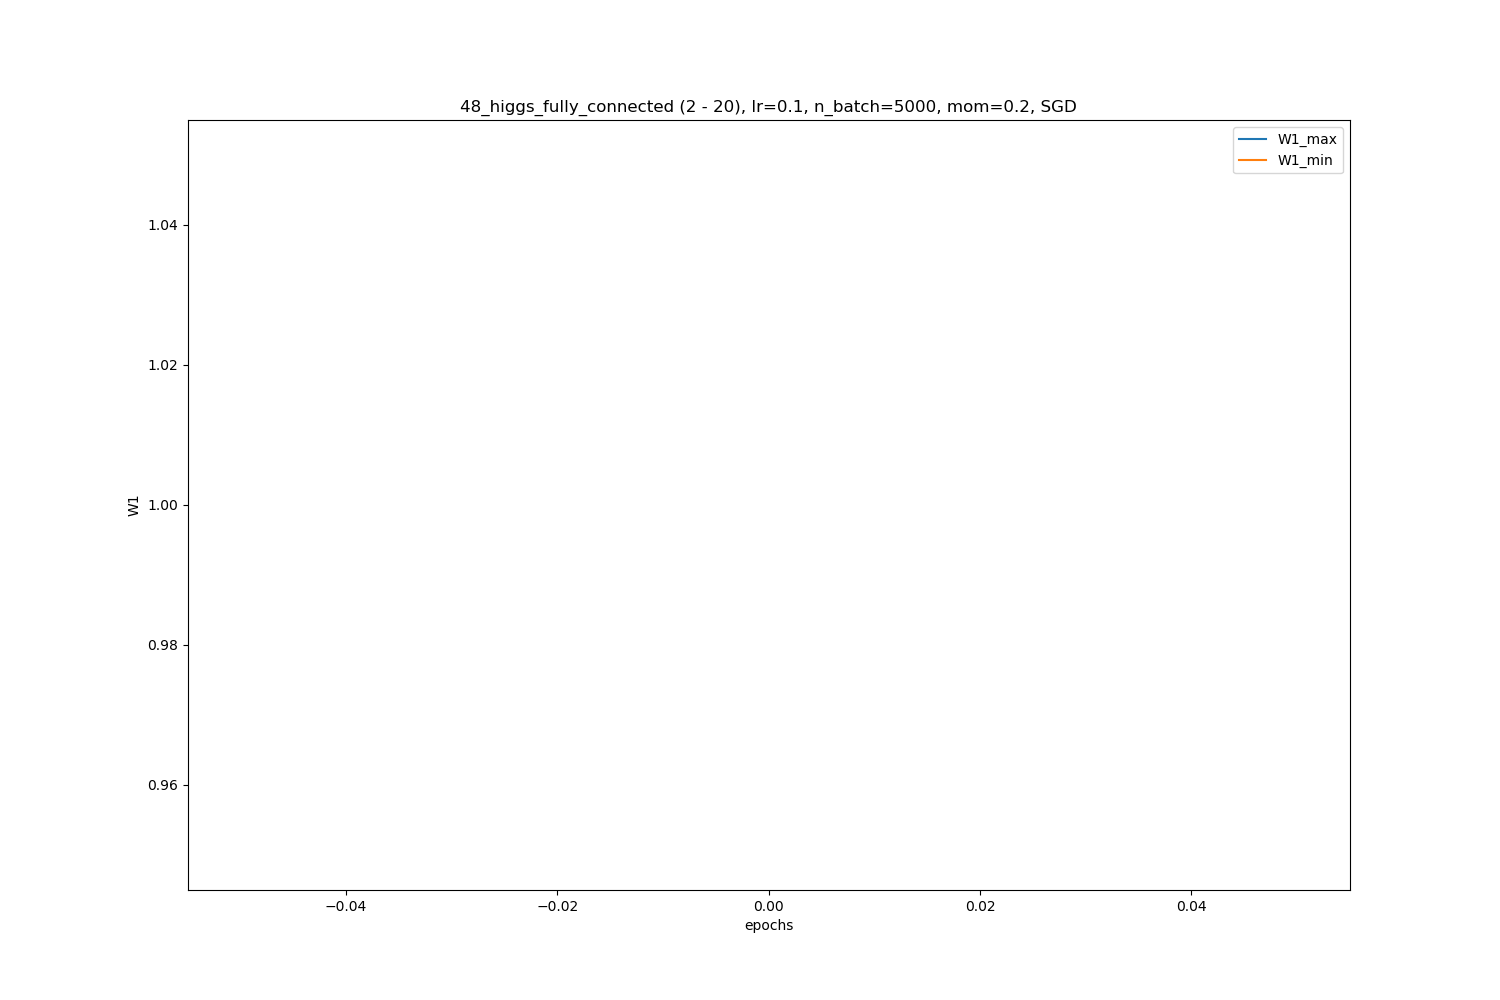 48_higgs_fully_connected (2 - 20), lr=0.1, n_batch=5000, mom=0.2, SGD
W1_max
W1_min
1.04
1.02
1.00
0.98
0.96
W1
−0.04
−0.02
0.00
0.02
0.04
epochs